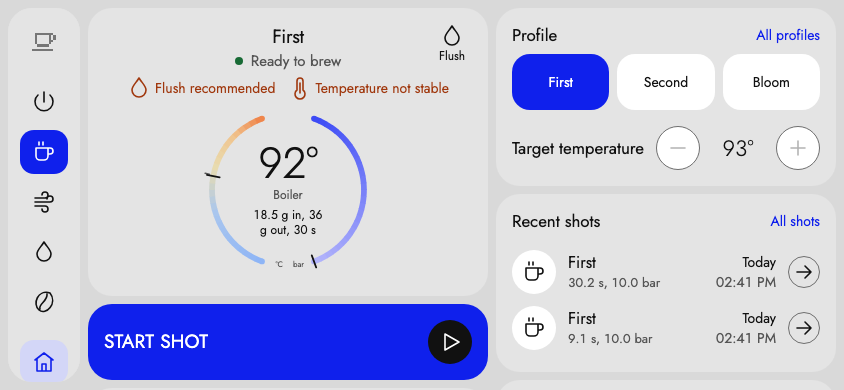 First
Ready to brew
Flush
Flush recommended
Temperature not stable
92°
Boiler
18.5 g in, 36
g out, 30 s
°C bar
START SHOT
Profile
All profiles
First
Second
Bloom
Target temperature
93°
Recent shots
All shots
First
Today
30.2 s, 10.0 bar
02:41 PM
First
Today
9.1 s, 10.0 bar
02:41 PM